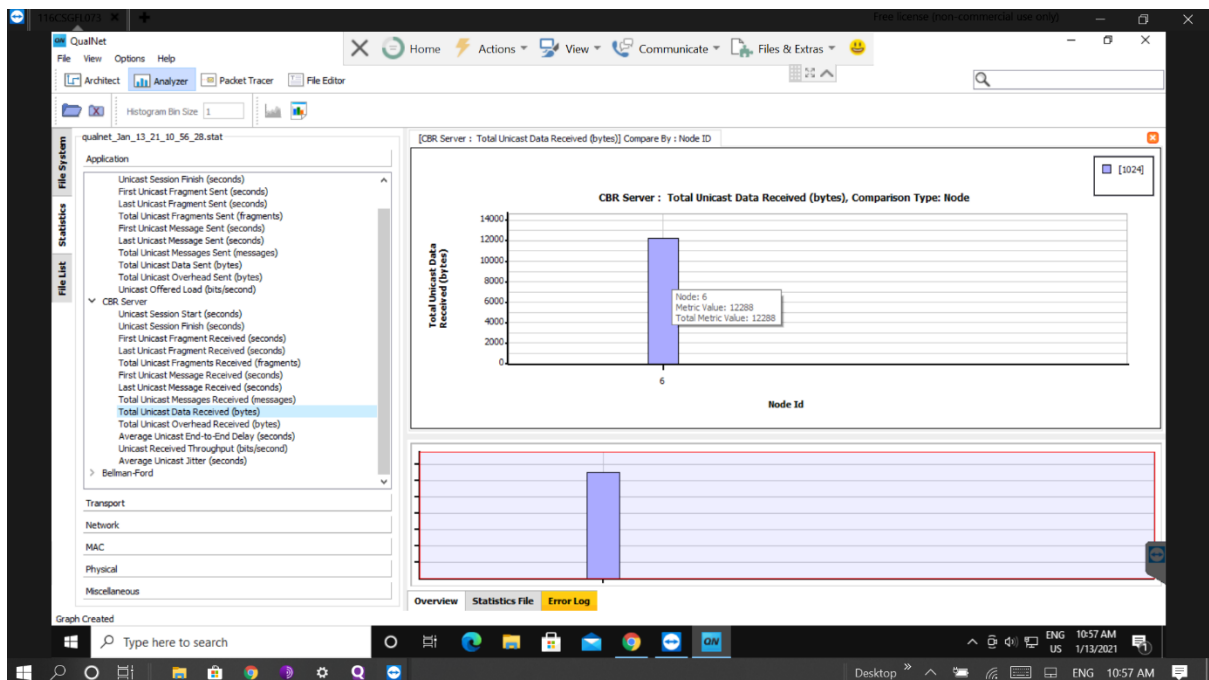 116CSGFL073
Free license (non-commercial use only)
QN QualNet
Home Actions View Communicate Files & Extras
File View Options Help
Architect Analyzer Packet Tracer File Editor
Histogram Bin Size 1
File System
Statistics
File List
qualnet_Jan_13_21_10_56_28.stat
Application
Unicast Session Finish (seconds)
First Unicast Fragment Sent (seconds)
Last Unicast Fragment Sent (seconds)
Total Unicast Fragments Sent (fragments)
First Unicast Message Sent (seconds)
Last Unicast Message Sent (seconds)
Total Unicast Messages Sent (messages)
Total Unicast Data Sent (bytes)
Total Unicast Overhead Sent (bytes)
Unicast Offered Load (bits/second)
CBR Server
Unicast Session Start (seconds)
Unicast Session Finish (seconds)
First Unicast Fragment Received (seconds)
Last Unicast Fragment Received (seconds)
Total Unicast Fragments Received (fragments)
First Unicast Message Received (seconds)
Last Unicast Message Received (seconds)
Total Unicast Messages Received (messages)
Total Unicast Data Received (bytes)
Total Unicast Overhead Received (bytes)
Average Unicast End-to-End Delay (seconds)
Unicast Received Throughput (bits/second)
Average Unicast Jitter (seconds)
Bellman-Ford
Transport
Network
MAC
Physical
Miscellaneous
Graph Created
[CBR Server : Total Unicast Data Received (bytes)] Compare By : Node ID
[1024]
CBR Server : Total Unicast Data Received (bytes), Comparison Type: Node
Total Unicast Data
Received (bytes)
14000
12000
10000
8000
6000
4000
2000
0
Node: 6
Metric Value: 12288
Total Metric Value: 12288
6
Node Id
Overview Statistics File Error Log
Type here to search
QN
ENG
US
10:57 AM
1/13/2021
Desktop
ENG 10:57 AM